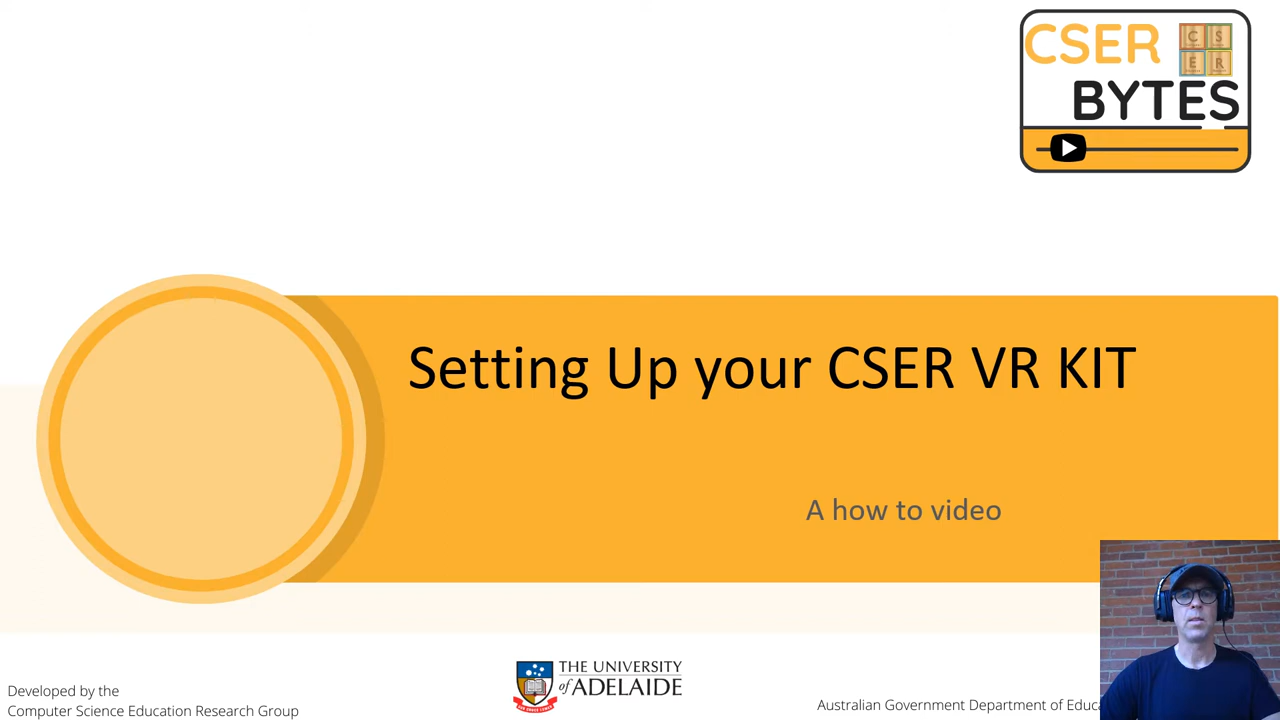 CSER
C S
E R
BYTES
Setting Up your CSER VR KIT
A how to video
Developed by the
Computer Science Education Research Group
THE UNIVERSITY
of ADELAIDE
Australian Government Department of